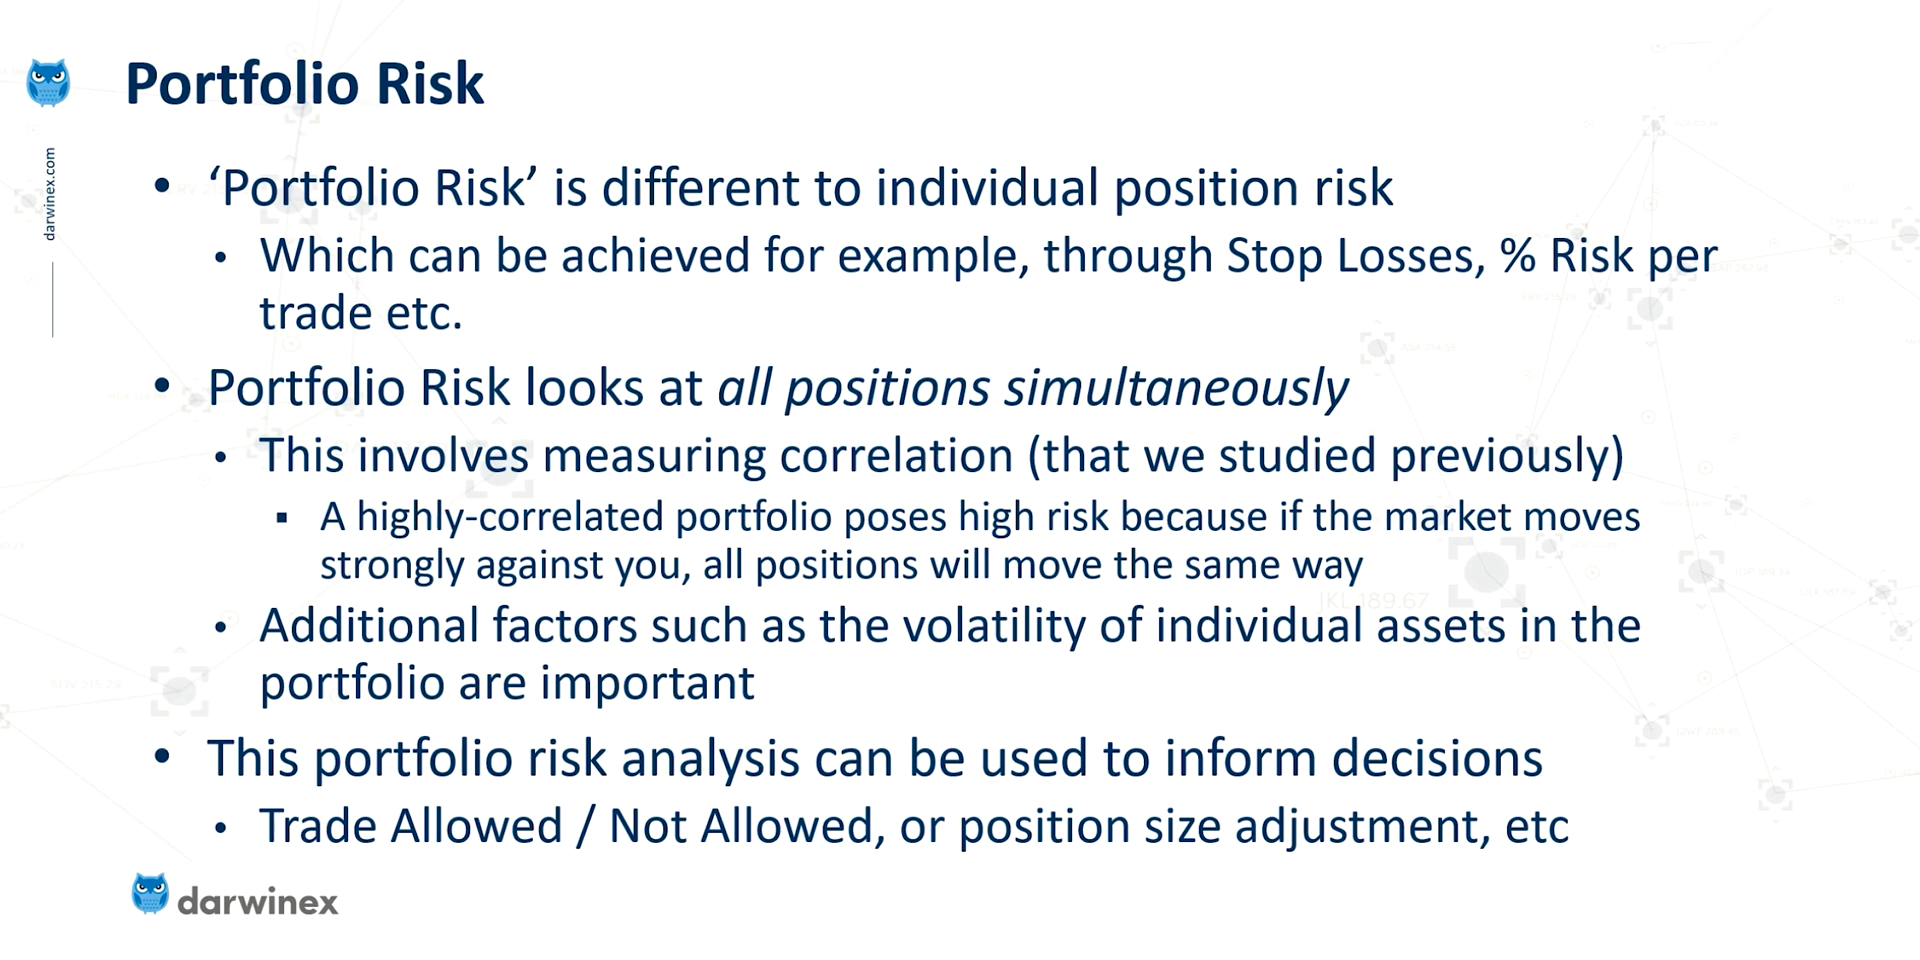 Portfolio Risk
darwinex.com
• ‘Portfolio Risk’ is different to individual position risk
• Which can be achieved for example, through Stop Losses, % Risk per
trade etc.
• Portfolio Risk looks at all positions simultaneously
• This involves measuring correlation (that we studied previously)
▪ A highly-correlated portfolio poses high risk because if the market moves
strongly against you, all positions will move the same way
JKL 189.67
• Additional factors such as the volatility of individual assets in the
portfolio are important
• This portfolio risk analysis can be used to inform decisions
• Trade Allowed / Not Allowed, or position size adjustment, etc
darwinex